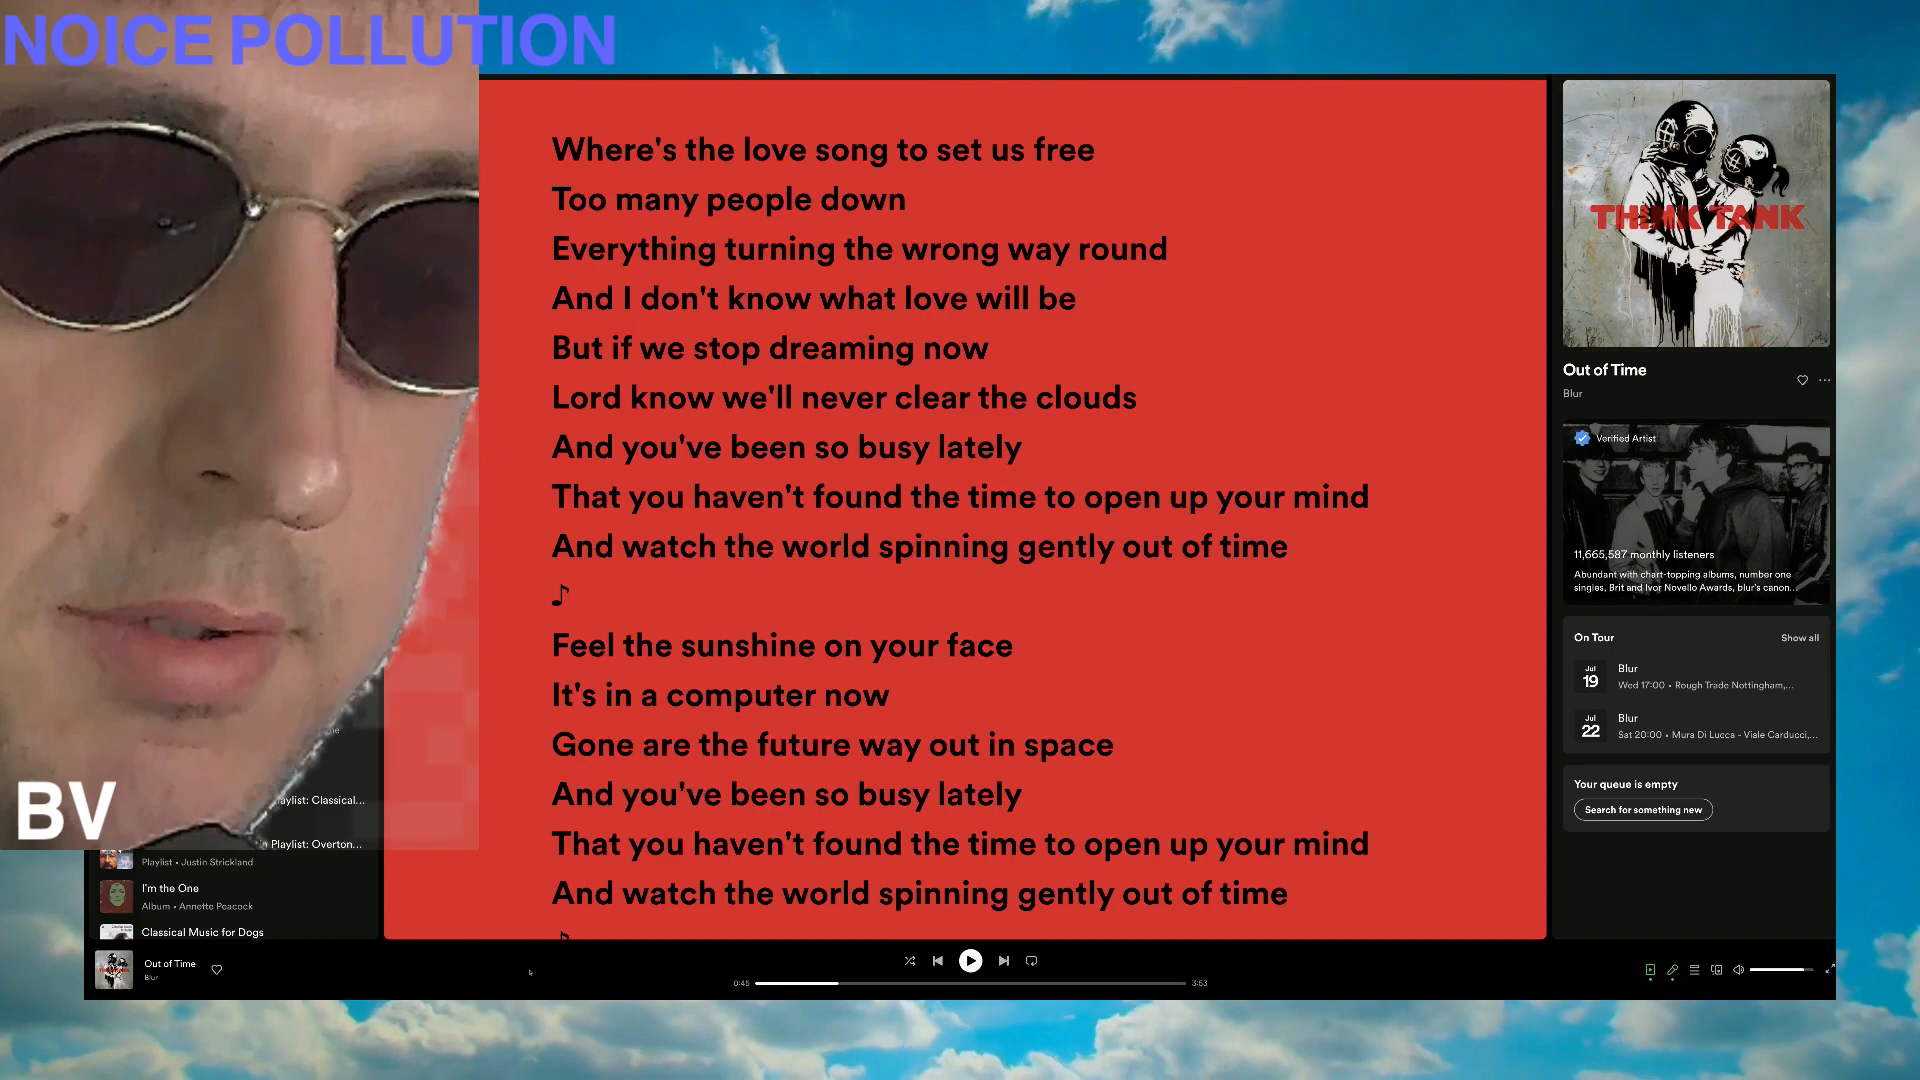 NOICE POLLUTION
BV
Where's the love song to set us free
Too many people down
Everything turning the wrong way round
And I don't know what love will be
But if we stop dreaming now
Lord know we'll never clear the clouds
And you've been so busy lately
That you haven't found the time to open up your mind
And watch the world spinning gently out of time
♪
Feel the sunshine on your face
It's in a computer now
Gone are the future way out in space
And you've been so busy lately
That you haven't found the time to open up your mind
And watch the world spinning gently out of time
♪
THINK TANK
Out of Time
Blur
Verified Artist
11,665,587 monthly listeners
Abundant with chart-topping albums, number one
singles, Brit and Ivor Novello Awards, blur's canon...
On Tour
Show all
Jul
19
Blur
Wed 17:00 • Rough Trade Nottingham,...
Jul
22
Blur
Sat 20:00 • Mura Di Lucca - Viale Carducci,...
Your queue is empty
Search for something new
aylist: Classical...
Playlist: Overton...
Playlist • Justin Strickland
I'm the One
Album • Annette Peacock
Classical Music for Dogs
Out of Time
Blur
0:45
3:53